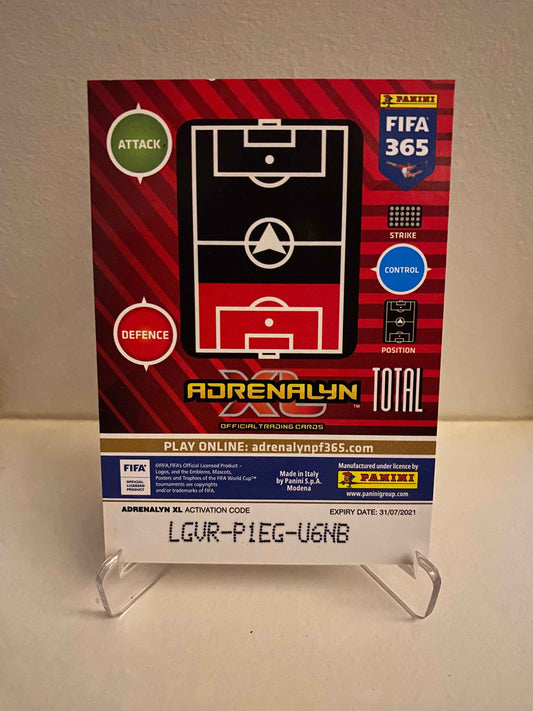 PANINI
FIFA
365
ATTACK
STRIKE
CONTROL
DEFENCE
POSITION
ADRENALYN
XL
TM
OFFICIAL TRADING CARDS
TOTAL
PLAY ONLINE: adrenalynpf365.com
FIFA
OFFICIAL
LICENSED
PRODUCT
©FIFA,FIFA's Official Licensed Product –
Logos, and the Emblems, Mascots,
Posters and Trophies of the FIFA World Cup™
tournaments are copyrights
and/or trademarks of FIFA.
Made in Italy
by Panini S.p.A.
Modena
Manufactured under licence by
PANINI
www.paninigroup.com
ADRENALYN XL ACTIVATION CODE
EXPIRY DATE: 31/07/2021
LGVR-P1EG-U6NB